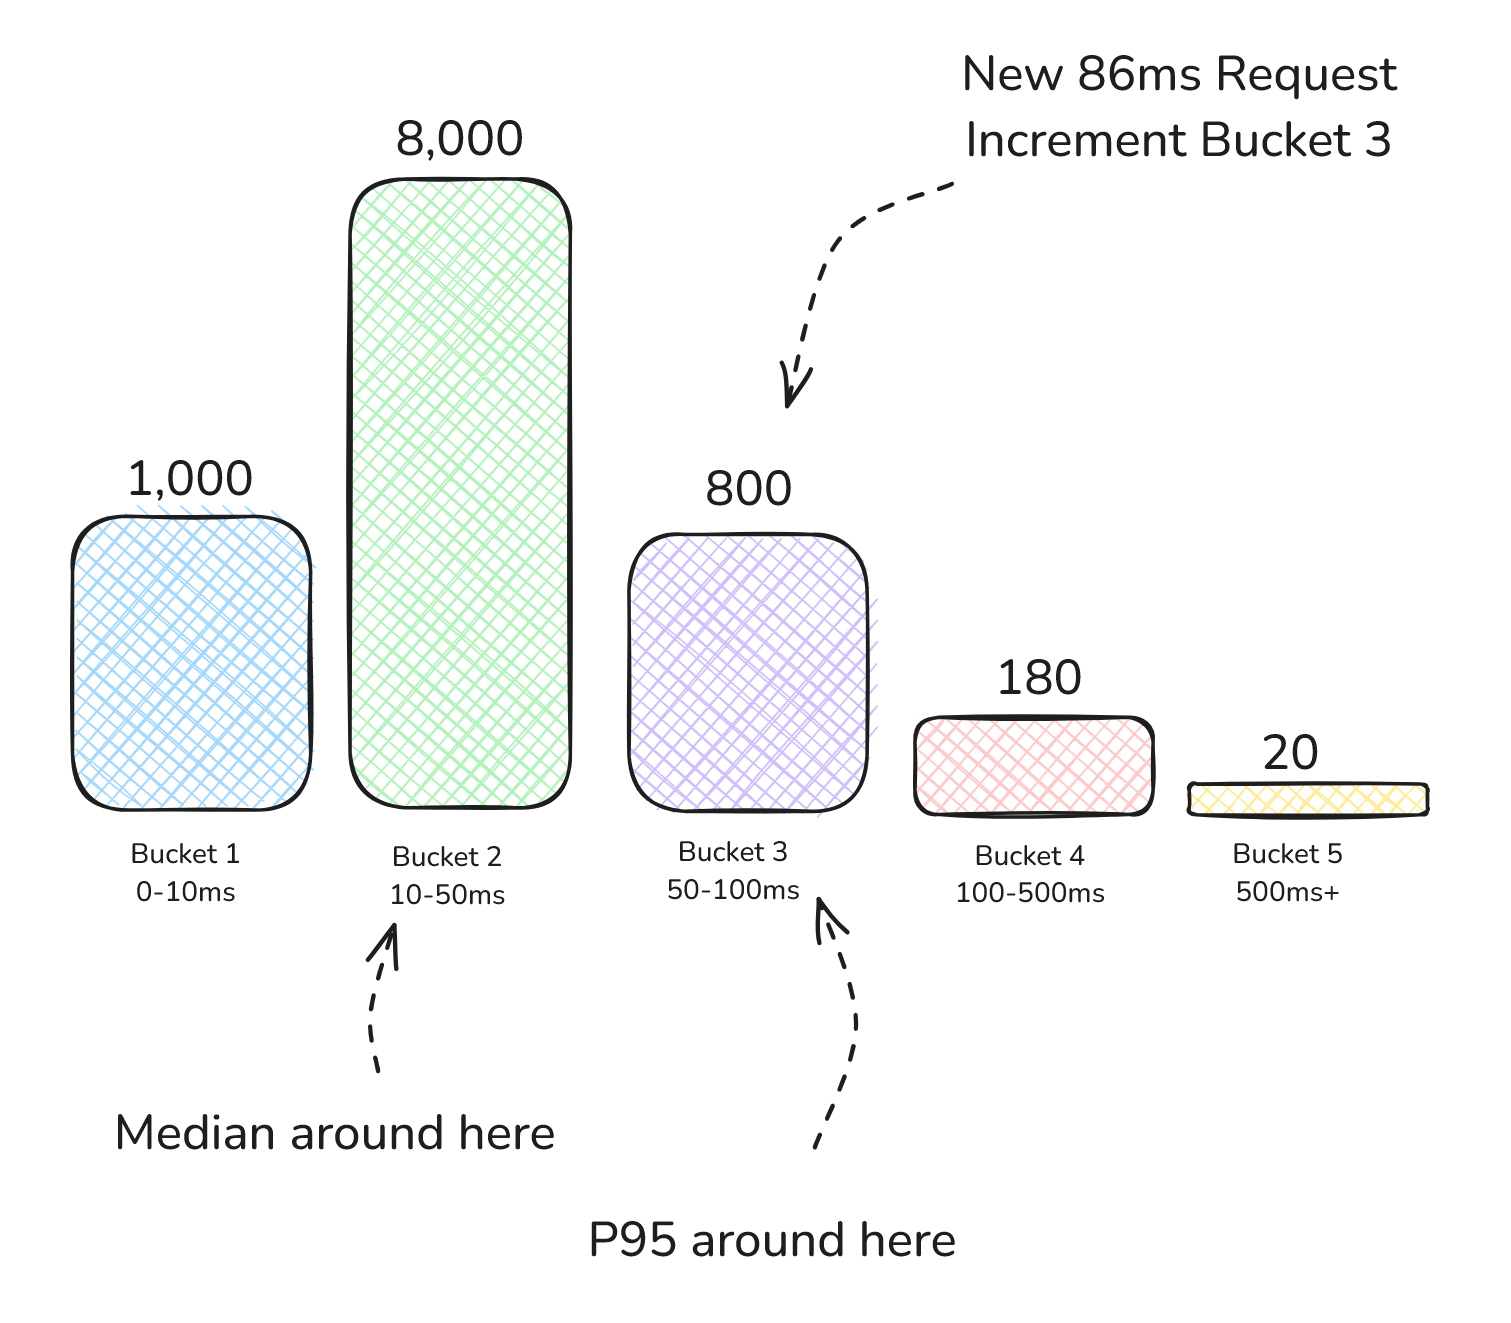 New 86ms Request
Increment Bucket 3
8,000
1,000
800
180
20
Bucket 1
0-10ms
Bucket 2
10-50ms
Bucket 3
50-100ms
Bucket 4
100-500ms
Bucket 5
500ms+
Median around here
P95 around here